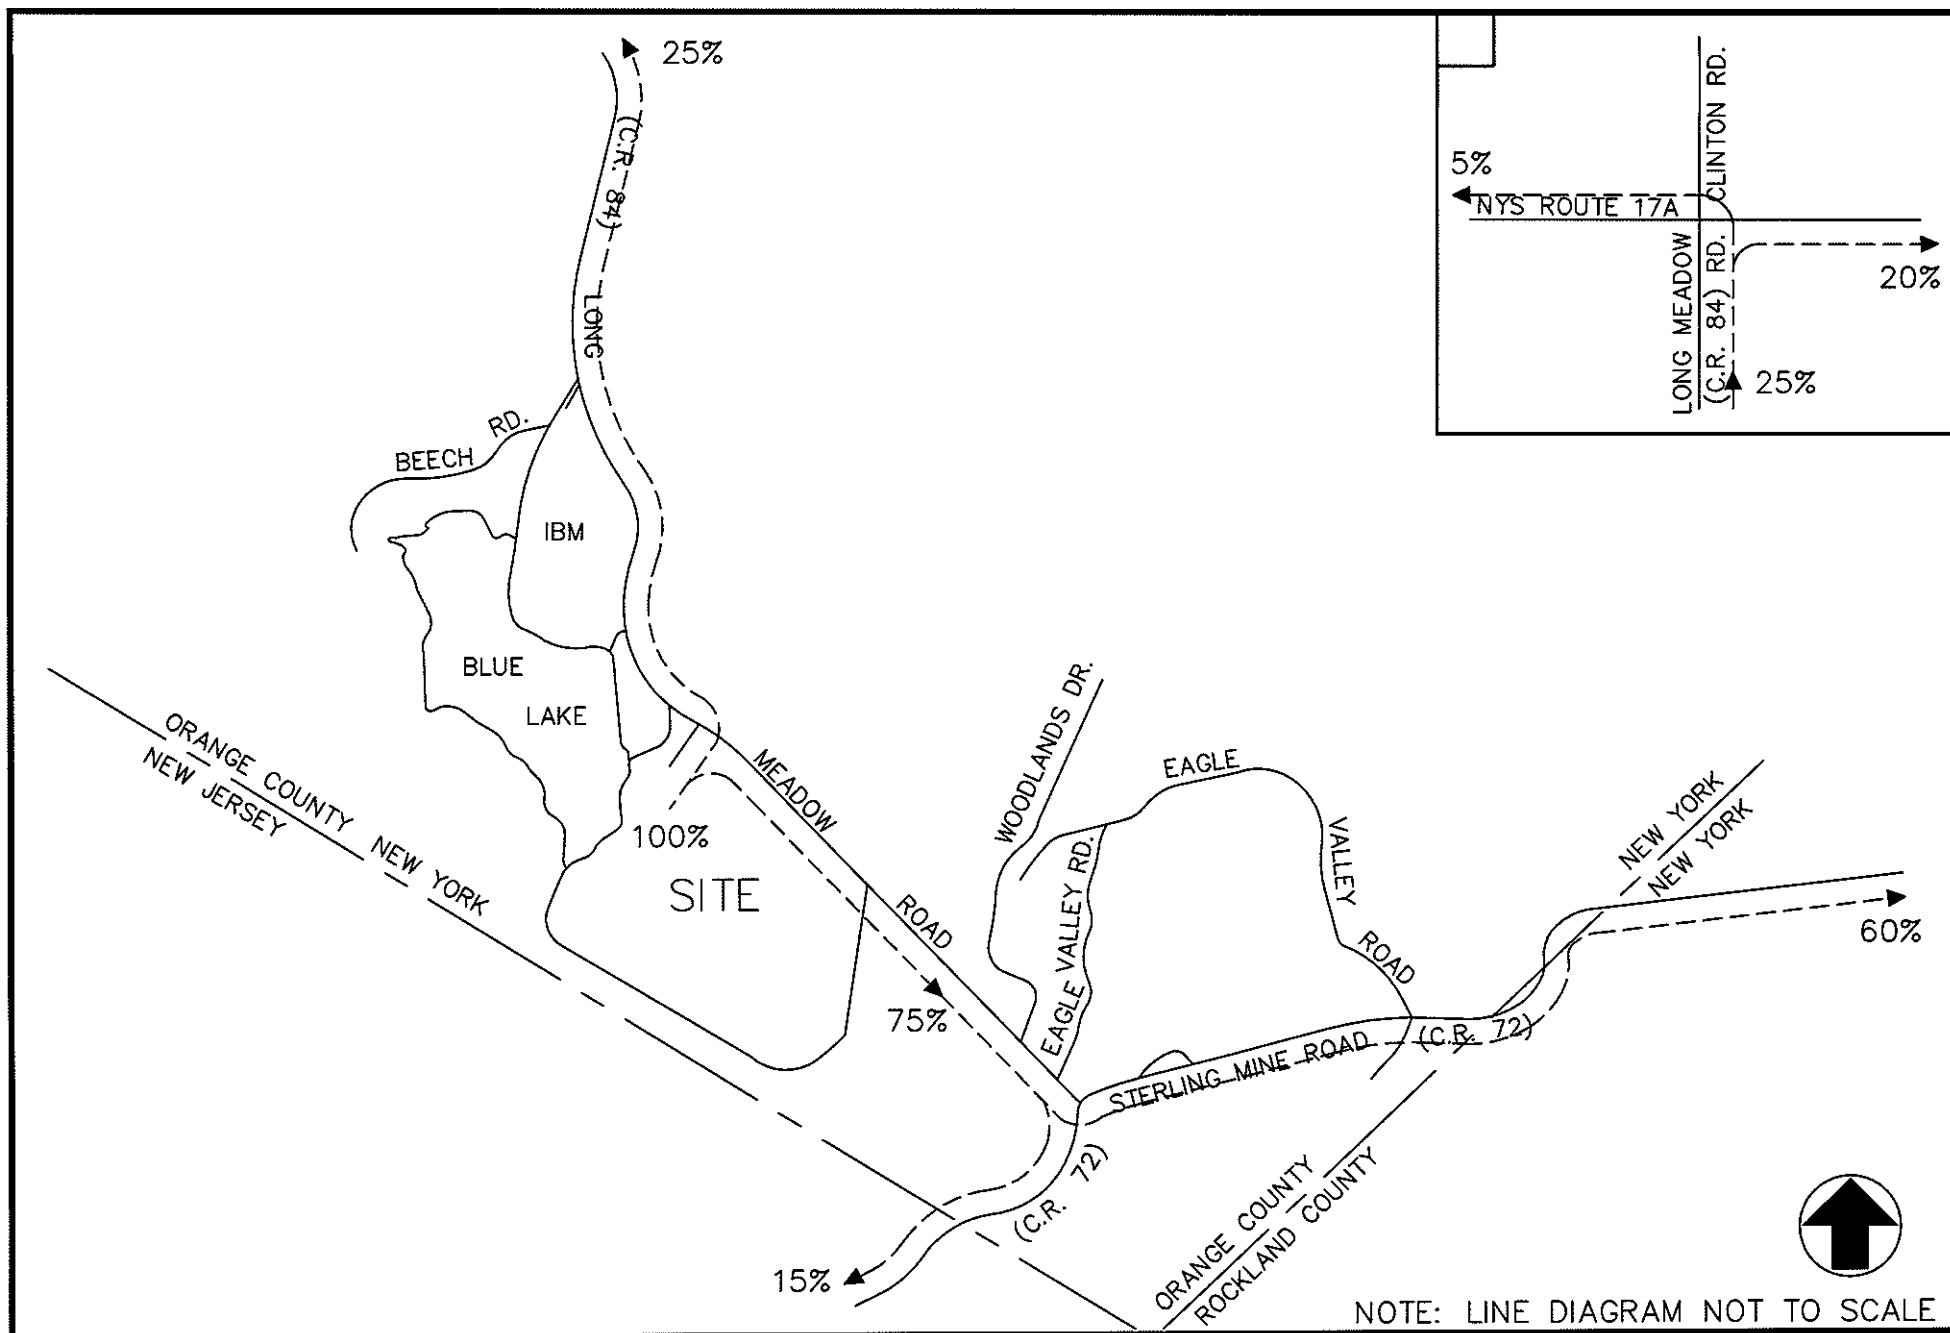 25%
(C.R. 84)
LONG
CLINTON RD.
5%
NYS ROUTE 17A
20%
LONG MEADOW
(C.R. 84) RD.
25%
BEECH RD.
IBM
BLUE
LAKE
ORANGE COUNTY NEW YORK
NEW JERSEY
MEADOW
100%
SITE
ROAD
75%
WOODLANDS DR.
EAGLE VALLEY RD.
EAGLE
VALLEY
ROAD
NEW YORK
NEW YORK
60%
STERLING MINE ROAD
(C.R. 72)
(C.R. 72)
15%
ORANGE COUNTY
ROCKLAND COUNTY
NOTE: LINE DIAGRAM NOT TO SCALE